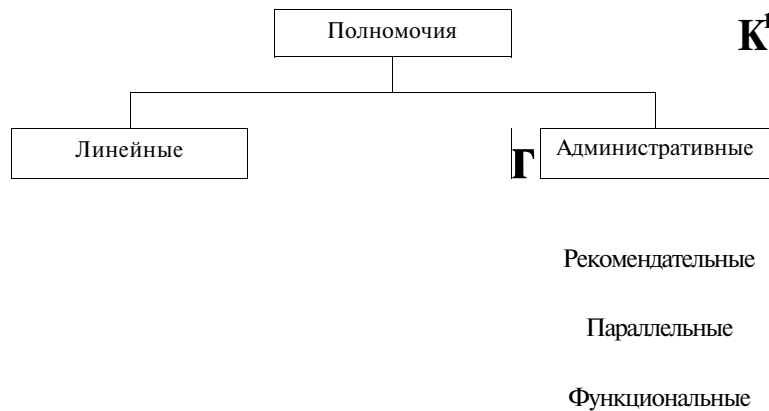 Полномочия
К¹
Линейные
Г
Административные
Рекомендательные
Параллельные
Функциональные